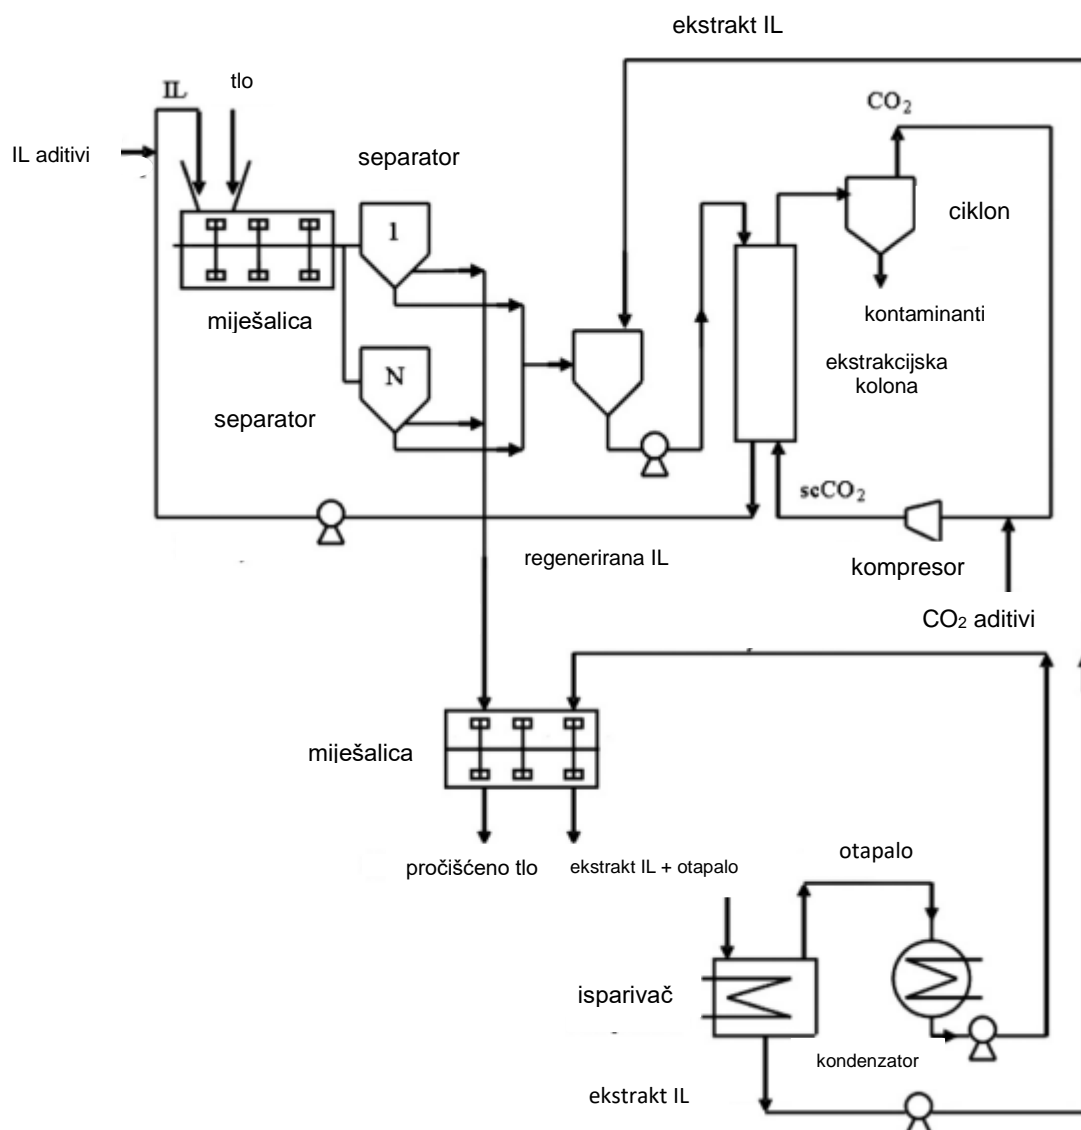 ekstrakt IL
IL
tlo
CO2
IL aditivi
separator
1
ciklon
miješalica
kontaminanti
ekstrakcijska
kolona
N
separator
scCO2
regenerirana IL
kompresor
CO2 aditivi
miješalica
pročišćeno tlo
ekstrakt IL + otapalo
otapalo
isparivač
kondenzator
ekstrakt IL